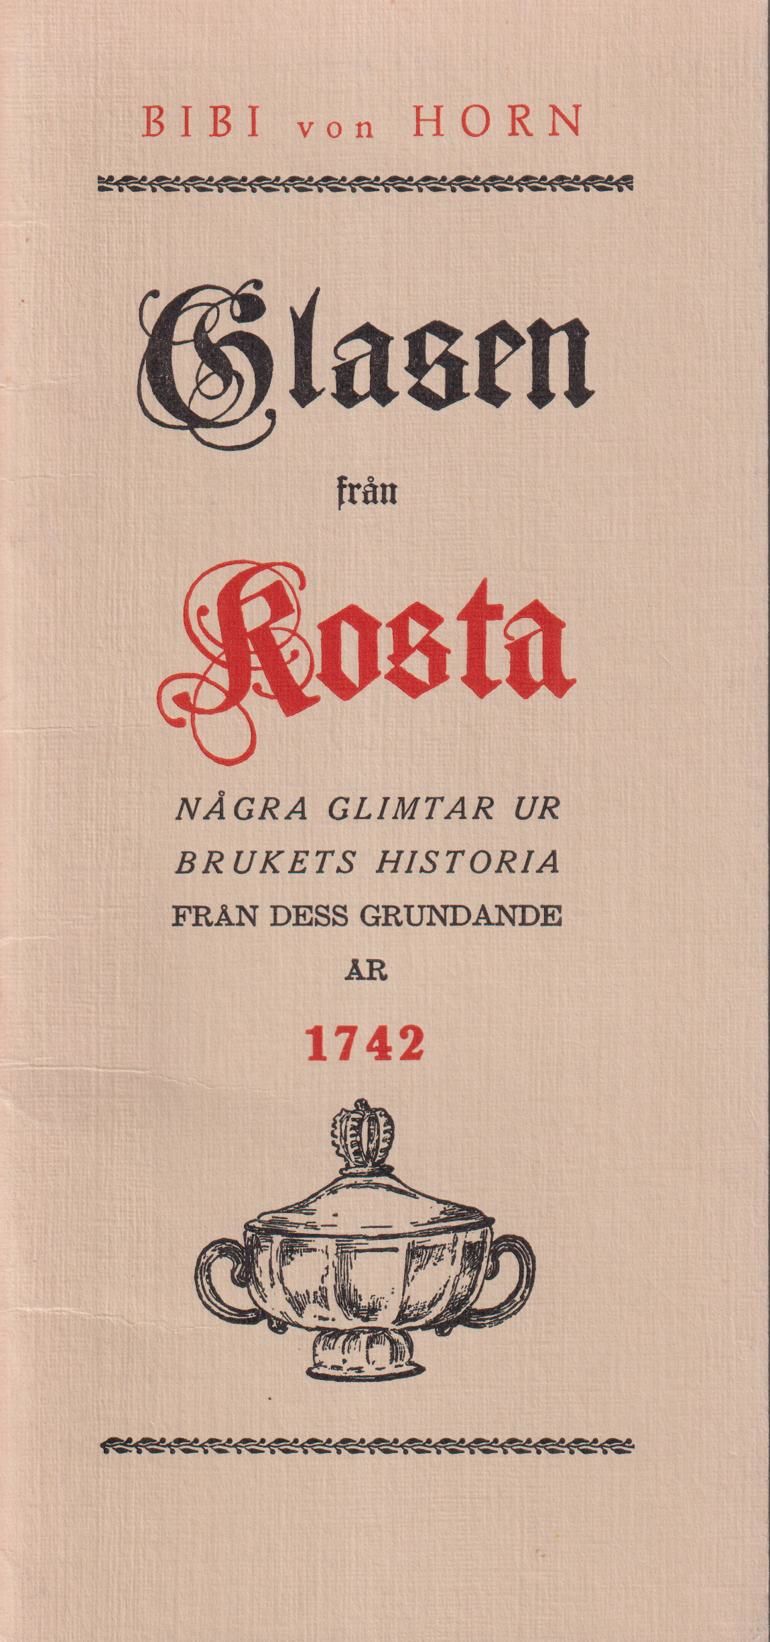 BIBI von HORN
Glasen
från
Kosta
NÅGRA GLIMTAR UR
BRUKETS HISTORIA
FRÅN DESS GRUNDANDE
ÅR
1742